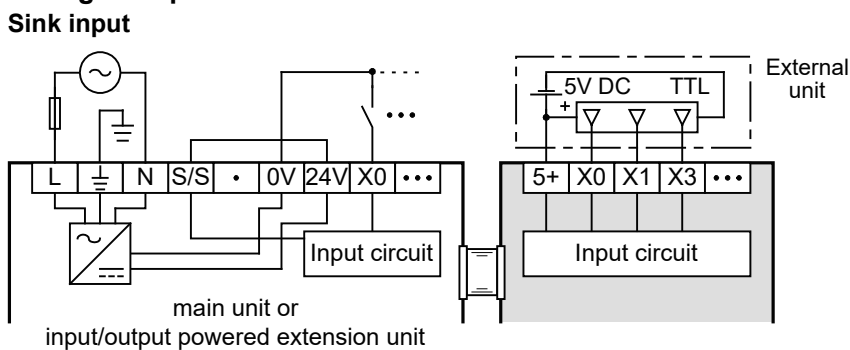 Sink input
External
unit
5V DC TTL
+
L N S/S • 0V 24V X0 •••
5+ X0 X1 X3 •••
Input circuit
Input circuit
main unit or
input/output powered extension unit